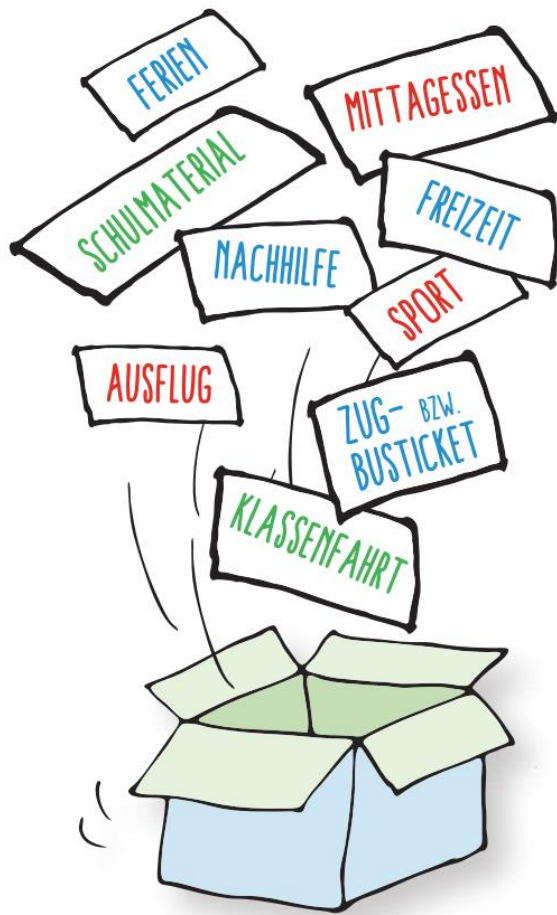 FERIEN
MITTAGESSEN
SCHULMATERIAL
FREIZEIT
NACHHILFE
SPORT
AUSFLUG
ZUG- BZW.
BUSTICKET
KLASSENFAHRT